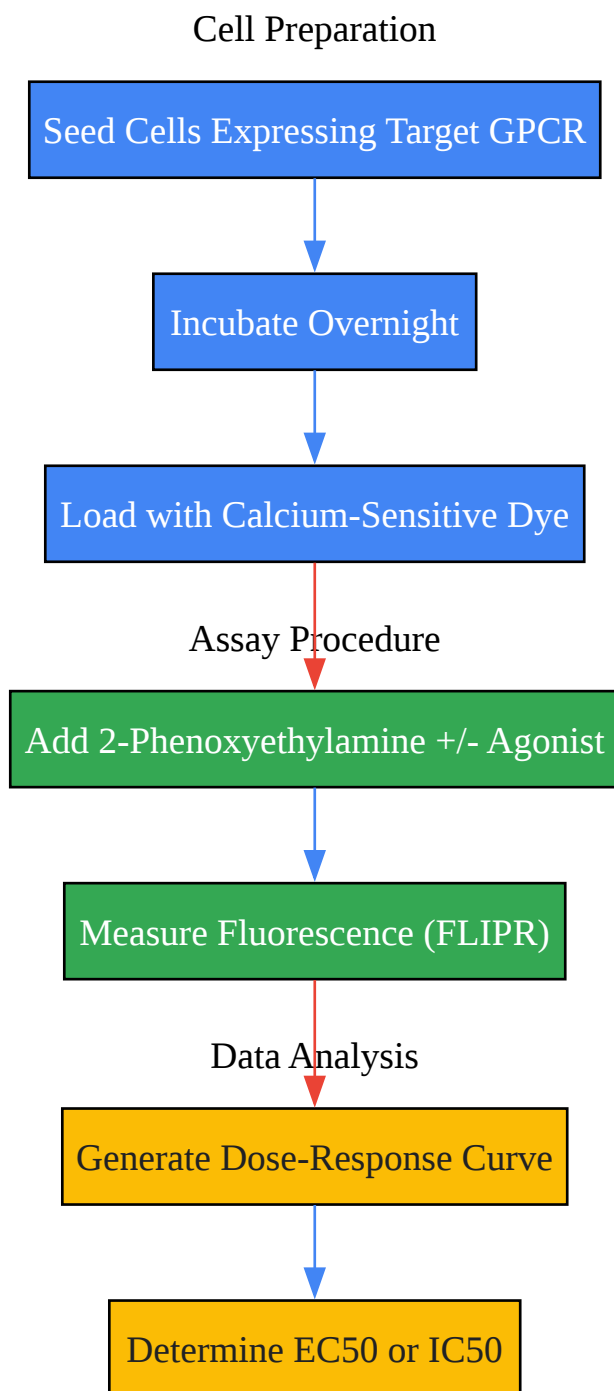 Cell Preparation
Seed Cells Expressing Target GPCR
Incubate Overnight
Load with Calcium-Sensitive Dye
Assay Procedure
Add 2-Phenoxyethylamine +/- Agonist
Measure Fluorescence (FLIPR)
Data Analysis
Generate Dose-Response Curve
Determine EC50 or IC50